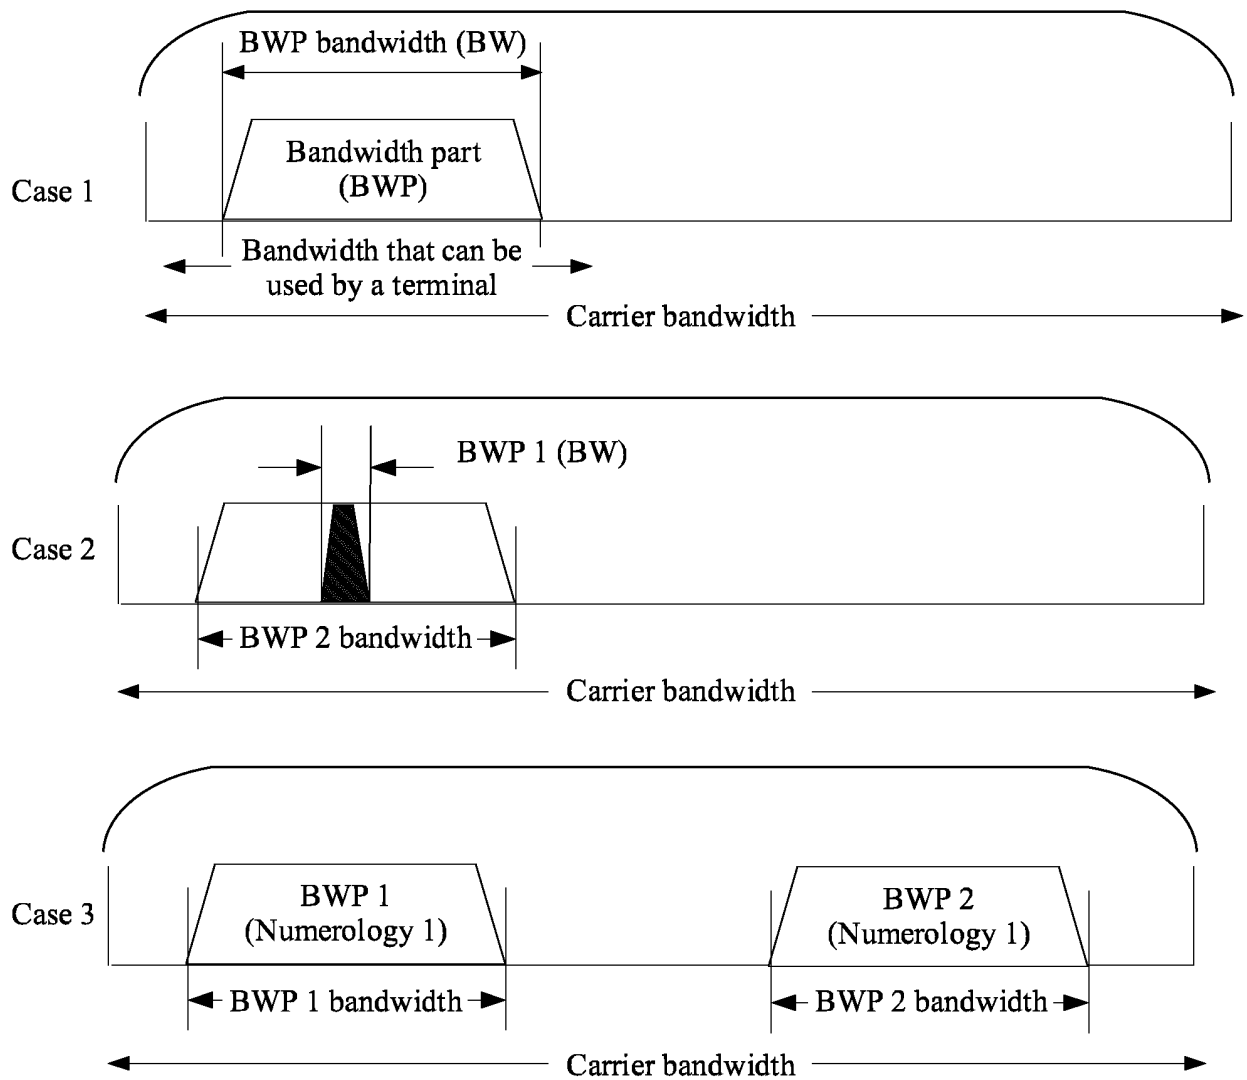 BWP bandwidth (BW)
Bandwidth part
(BWP)
Case 1
Bandwidth that can be
used by a terminal
Carrier bandwidth
BWP 1 (BW)
Case 2
BWP 2 bandwidth
Carrier bandwidth
Case 3
BWP 1
(Numerology 1)
BWP 2
(Numerology 1)
BWP 1 bandwidth
BWP 2 bandwidth
Carrier bandwidth